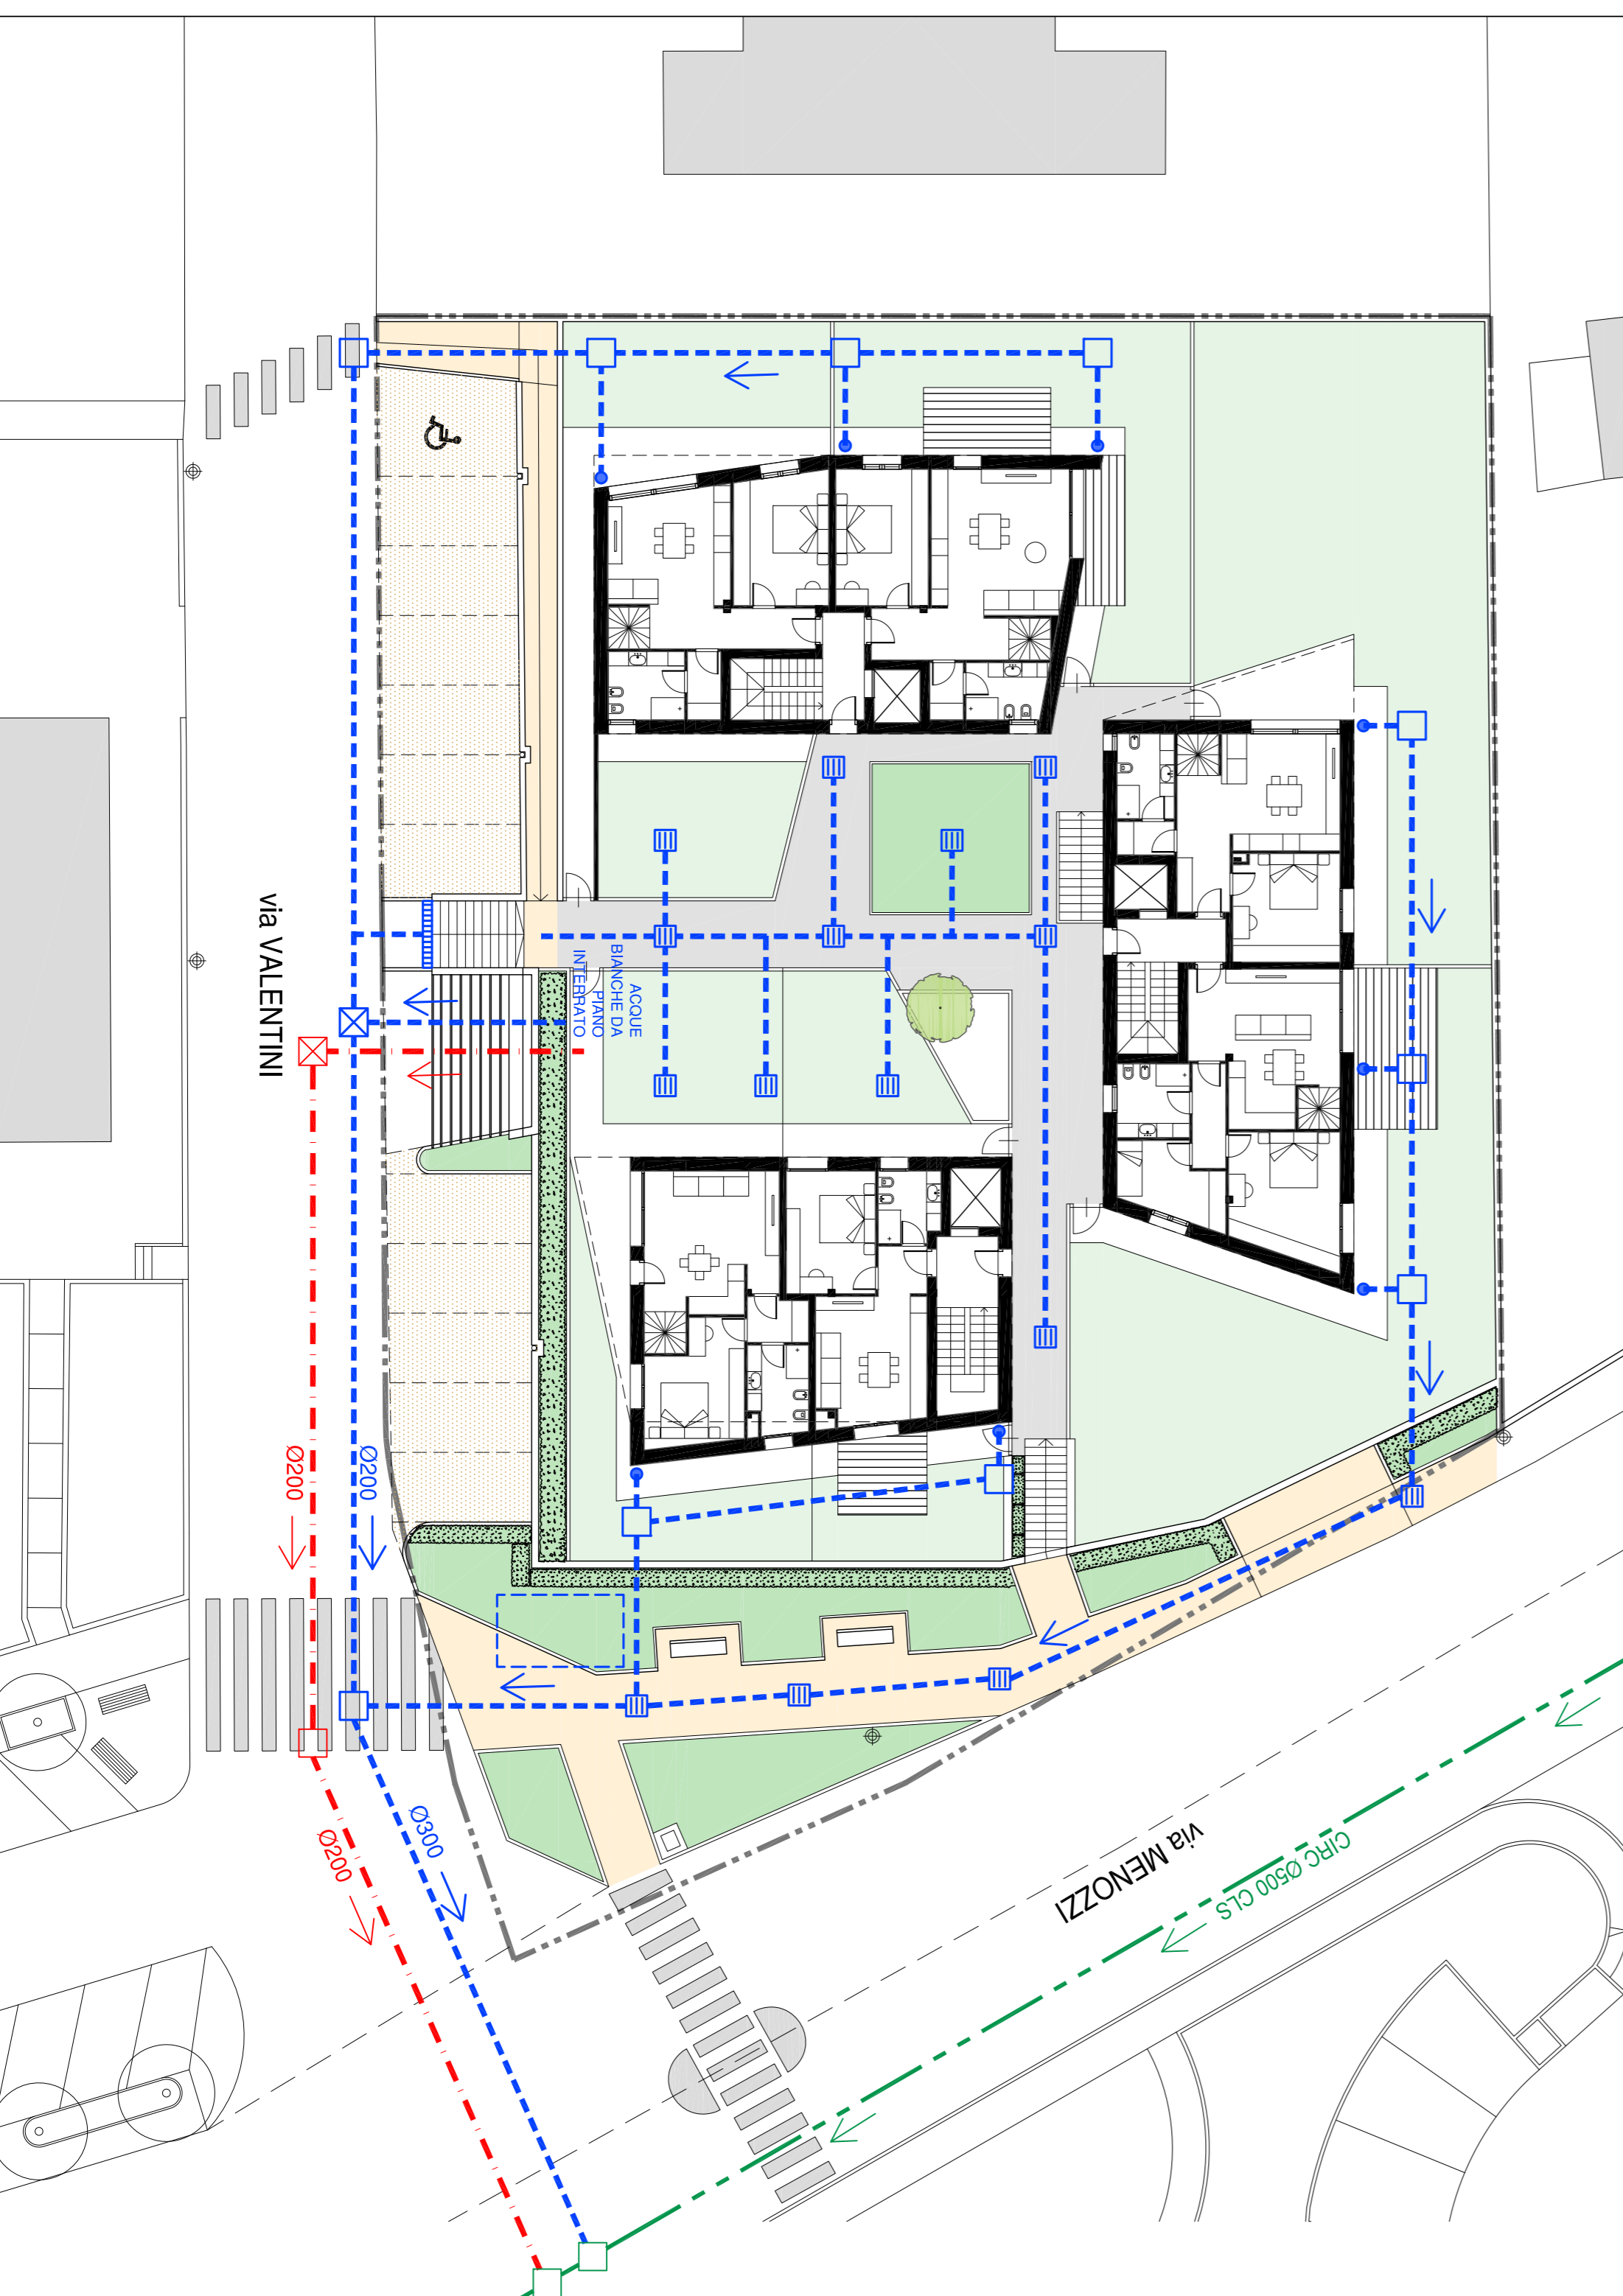 via VALENTINI
ACQUE
BIANCHE DA
PIANO
INTERRATO
Ø200
Ø200
Ø300
Ø200
via MENOZZI
CIRC Ø500 CLS